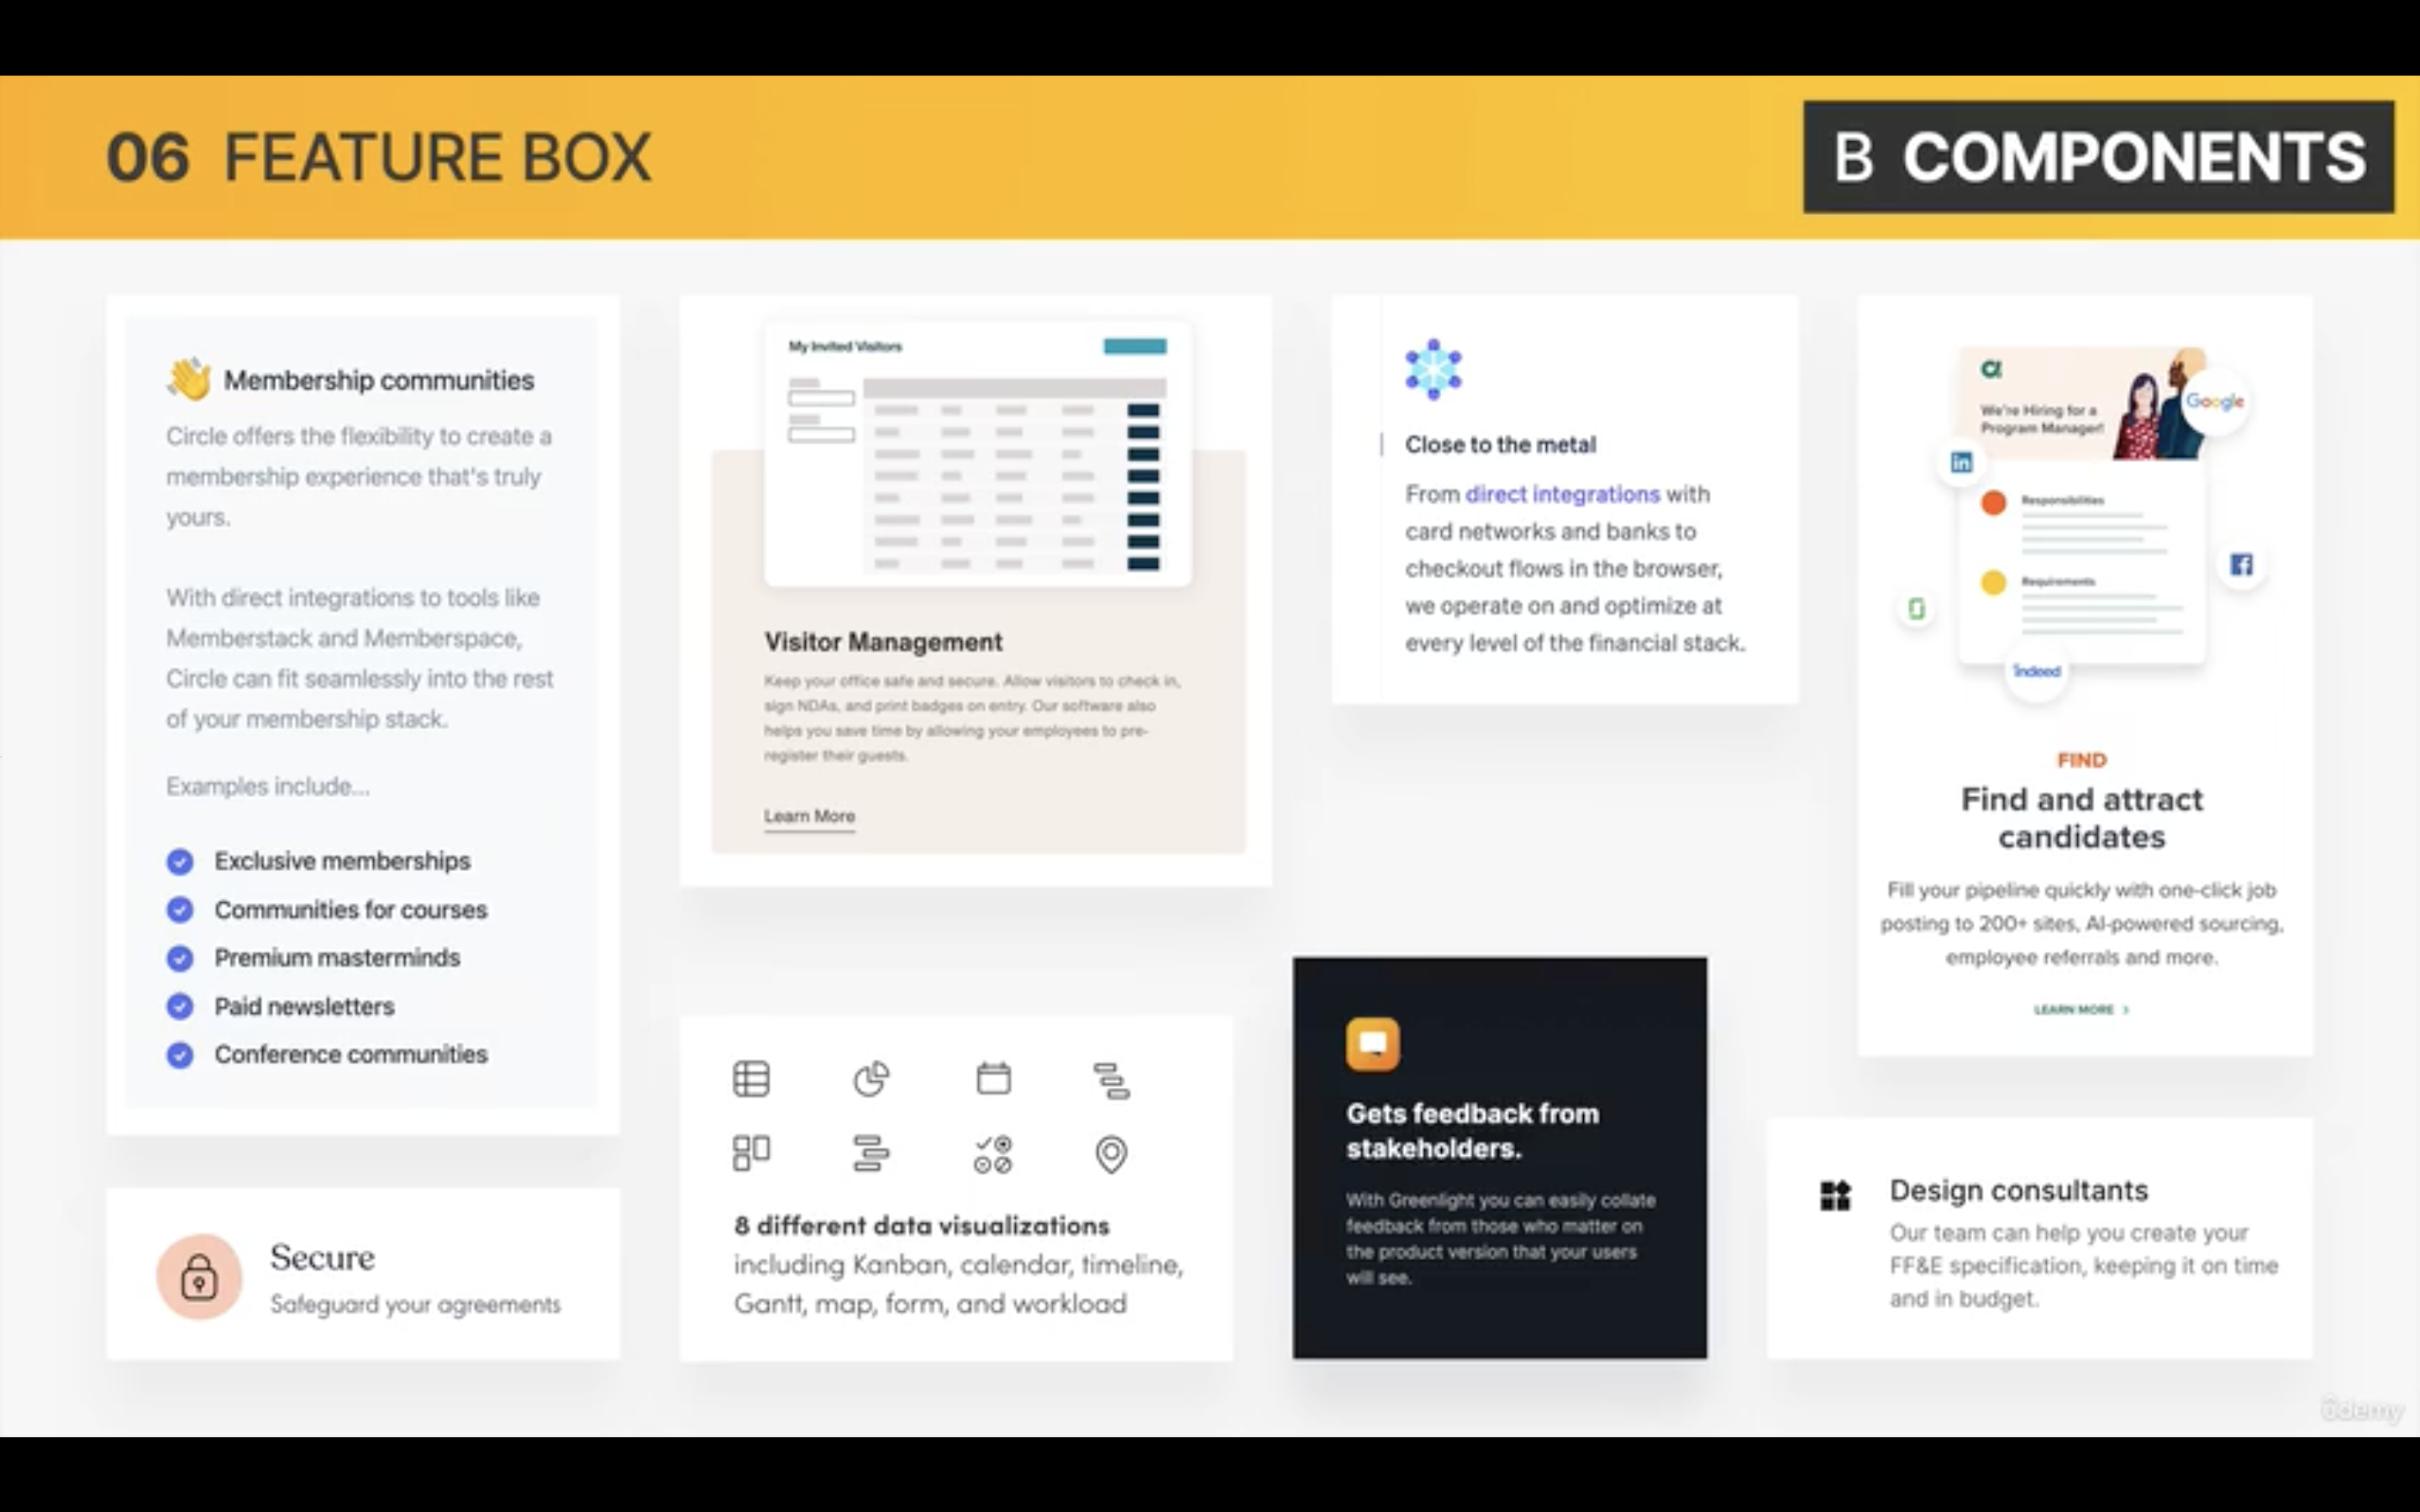 06 FEATURE BOX
B COMPONENTS
Membership communities
Circle offers the flexibility to create a
membership experience that's truly
yours.
With direct integrations to tools like
Memberstack and Memberspace,
Circle can fit seamlessly into the rest
of your membership stack.
Examples include...
Exclusive memberships
Communities for courses
Premium masterminds
Paid newsletters
Conference communities
My Invited Visitors
Visitor Management
Keep your office safe and secure. Allow visitors to check in,
sign NDAs, and print badges on entry. Our software also
helps you save time by allowing your employees to pre-
register their guests.
Learn More
Close to the metal
From direct integrations with
card networks and banks to
checkout flows in the browser,
we operate on and optimize at
every level of the financial stack.
We're Hiring for a
Program Manager!
Google
in
Responsibilities
f
Requirements
indeed
FIND
Find and attract
candidates
Fill your pipeline quickly with one-click job
posting to 200+ sites, AI-powered sourcing,
employee referrals and more.
LEARN MORE >
Secure
Safeguard your agreements
8 different data visualizations
including Kanban, calendar, timeline,
Gantt, map, form, and workload
Gets feedback from
stakeholders.
With Greenlight you can easily collate
feedback from those who matter on
the product version that your users
will see.
Design consultants
Our team can help you create your
FF&E specification, keeping it on time
and in budget.
ûdemy